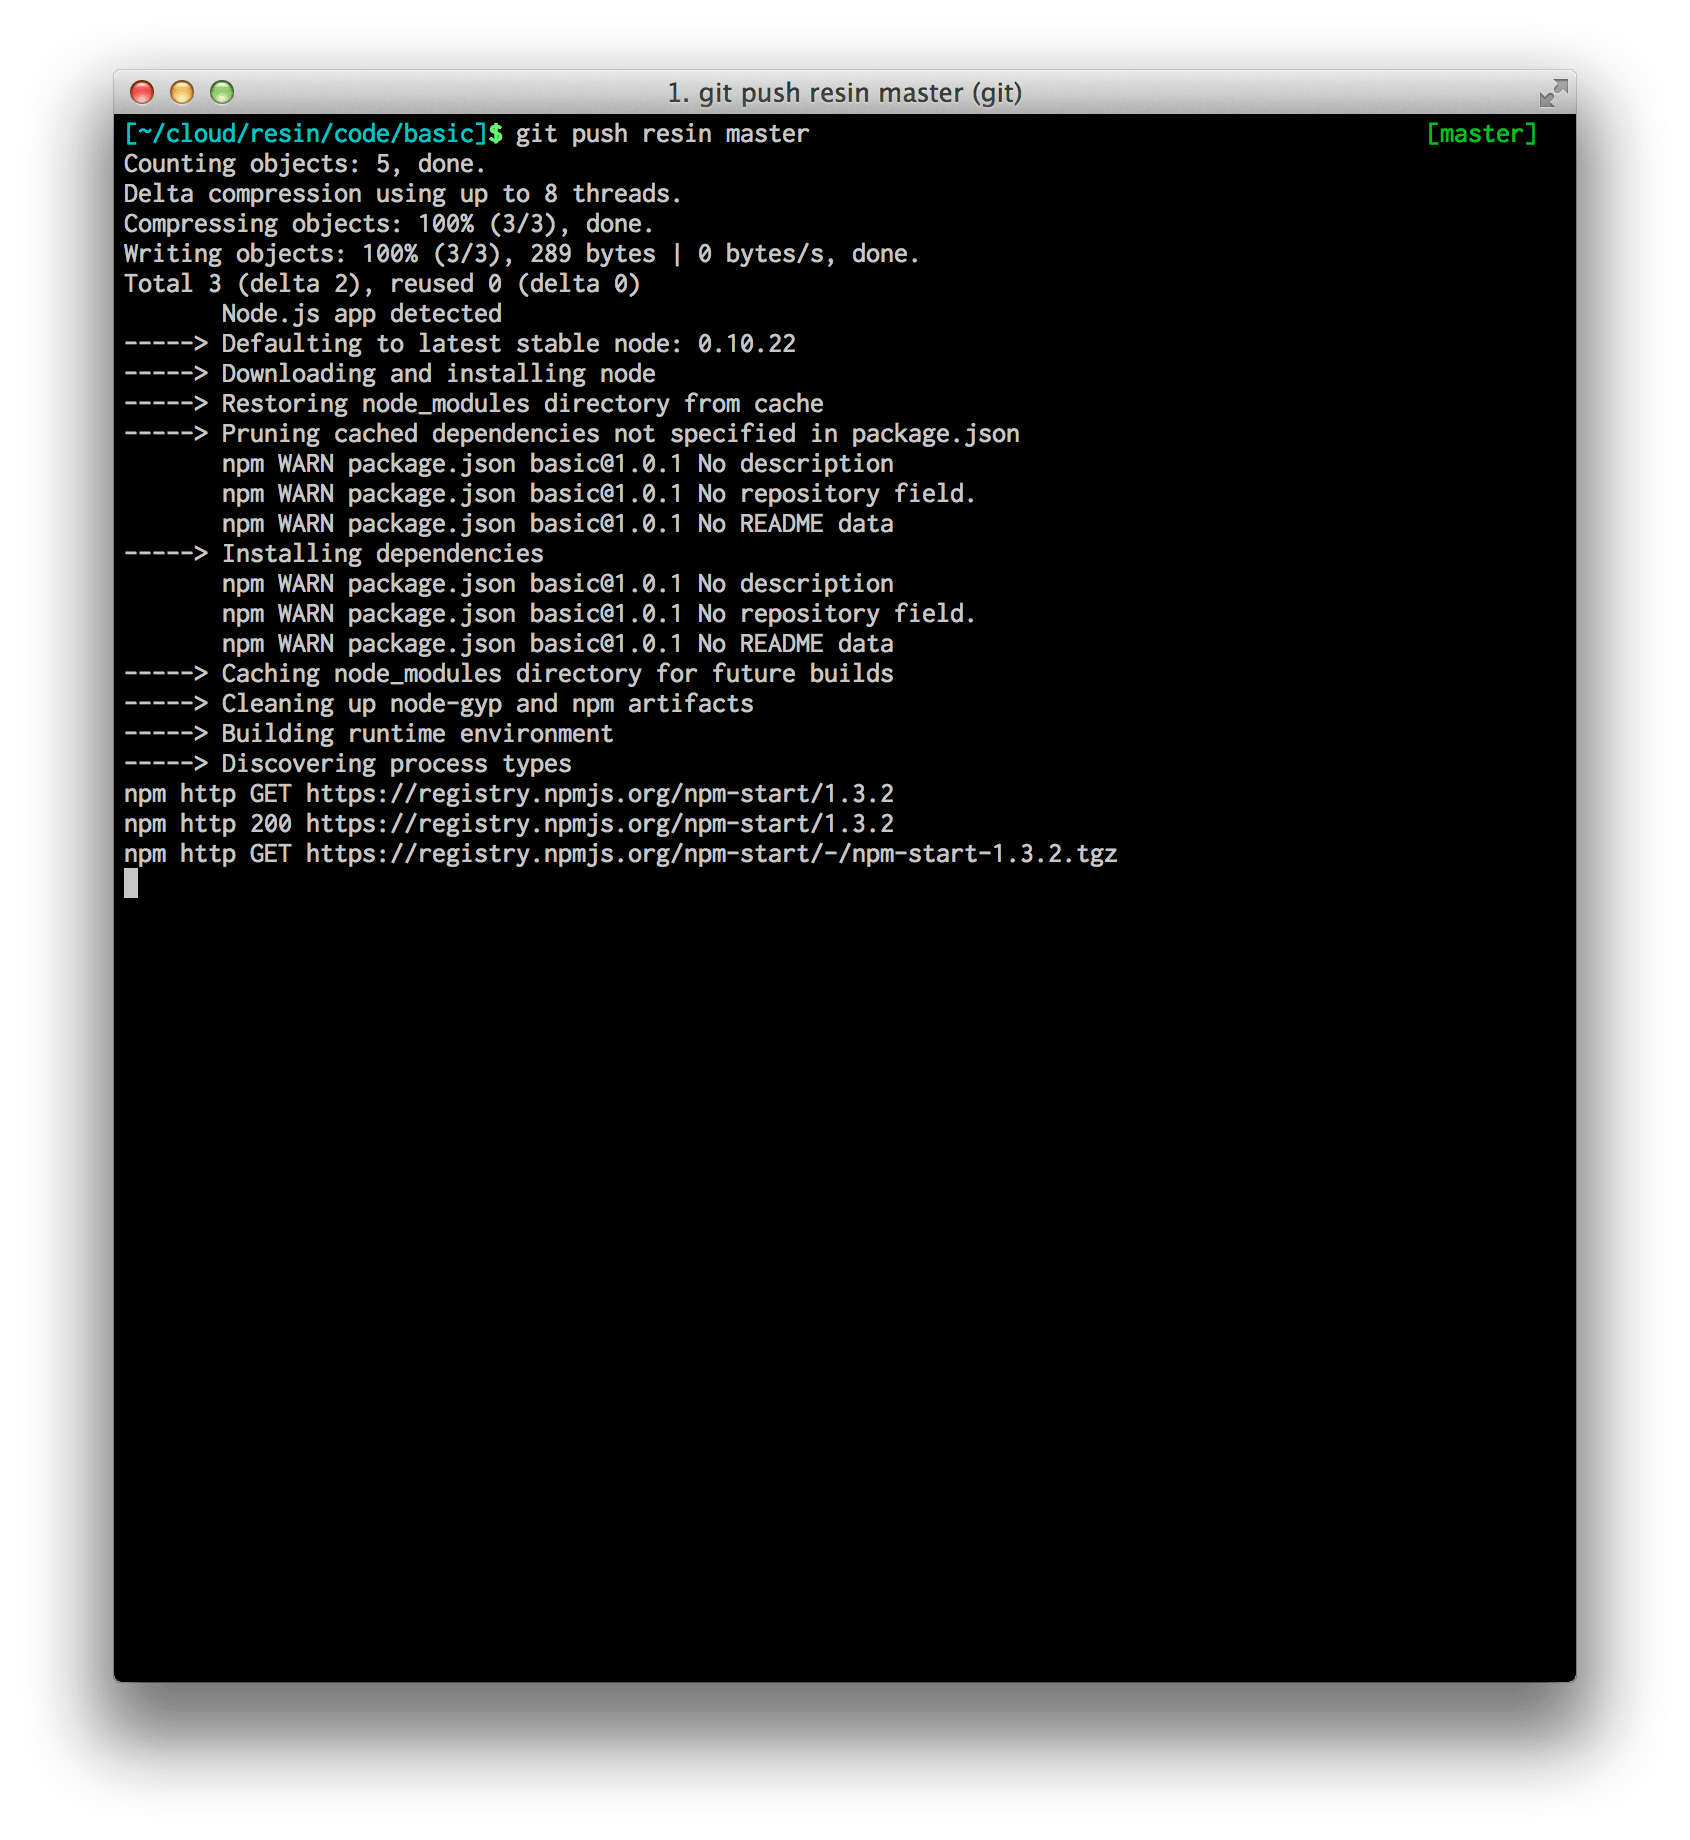 1. git push resin master (git)
[~/cloud/resin/code/basic]$ git push resin master [master]
Counting objects: 5, done.
Delta compression using up to 8 threads.
Compressing objects: 100% (3/3), done.
Writing objects: 100% (3/3), 289 bytes | 0 bytes/s, done.
Total 3 (delta 2), reused 0 (delta 0)
       Node.js app detected
-----> Defaulting to latest stable node: 0.10.22
-----> Downloading and installing node
-----> Restoring node_modules directory from cache
-----> Pruning cached dependencies not specified in package.json
       npm WARN package.json basic@1.0.1 No description
       npm WARN package.json basic@1.0.1 No repository field.
       npm WARN package.json basic@1.0.1 No README data
-----> Installing dependencies
       npm WARN package.json basic@1.0.1 No description
       npm WARN package.json basic@1.0.1 No repository field.
       npm WARN package.json basic@1.0.1 No README data
-----> Caching node_modules directory for future builds
-----> Cleaning up node-gyp and npm artifacts
-----> Building runtime environment
-----> Discovering process types
npm http GET https://registry.npmjs.org/npm-start/1.3.2
npm http 200 https://registry.npmjs.org/npm-start/1.3.2
npm http GET https://registry.npmjs.org/npm-start/-/npm-start-1.3.2.tgz